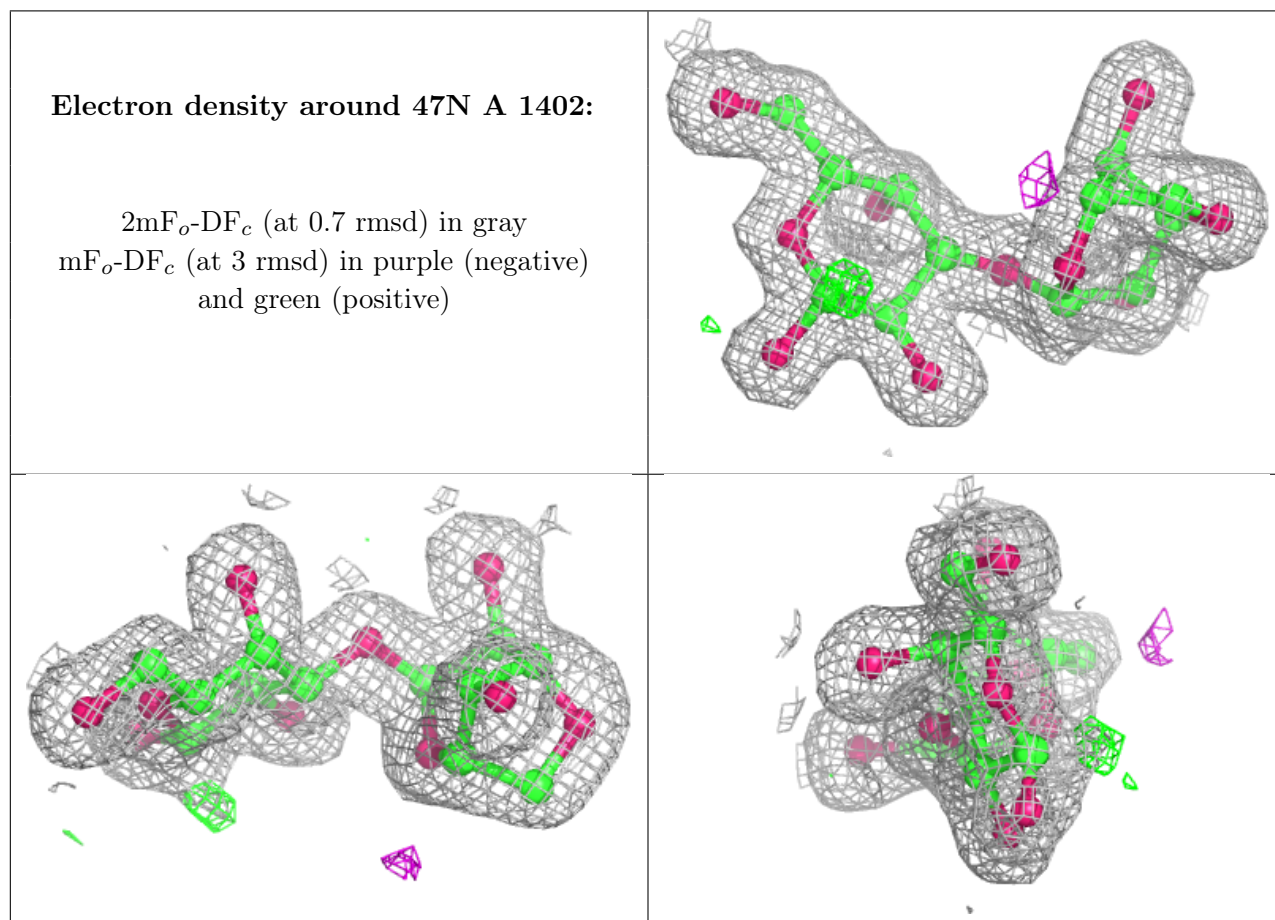 Electron density around 47N A 1402:
2mFo-DFc (at 0.7 rmsd) in gray
mFo-DFc (at 3 rmsd) in purple (negative)
and green (positive)